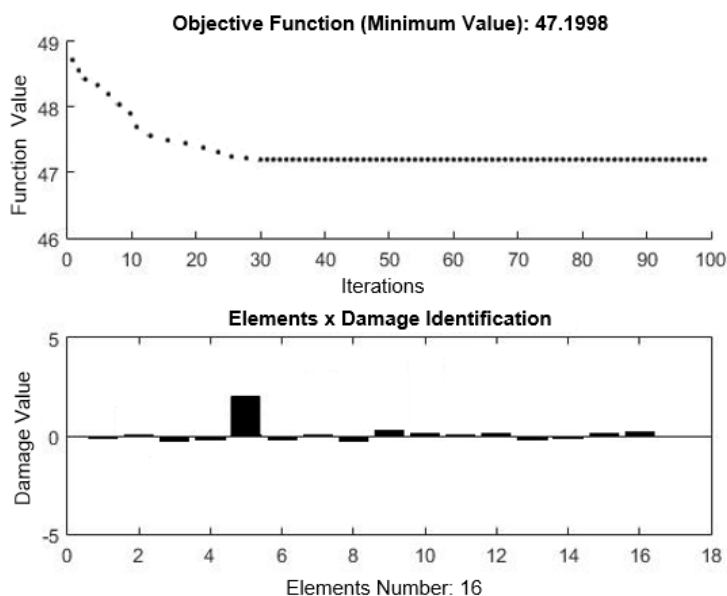 Objective Function (Minimum Value): 47.1998
49
48
47
46
Function Value
0 10 20 30 40 50 60 70 80 90 100
Iterations
Elements x Damage Identification
5
0
-5
Damage Value
0 2 4 6 8 10 12 14 16 18
Elements Number: 16